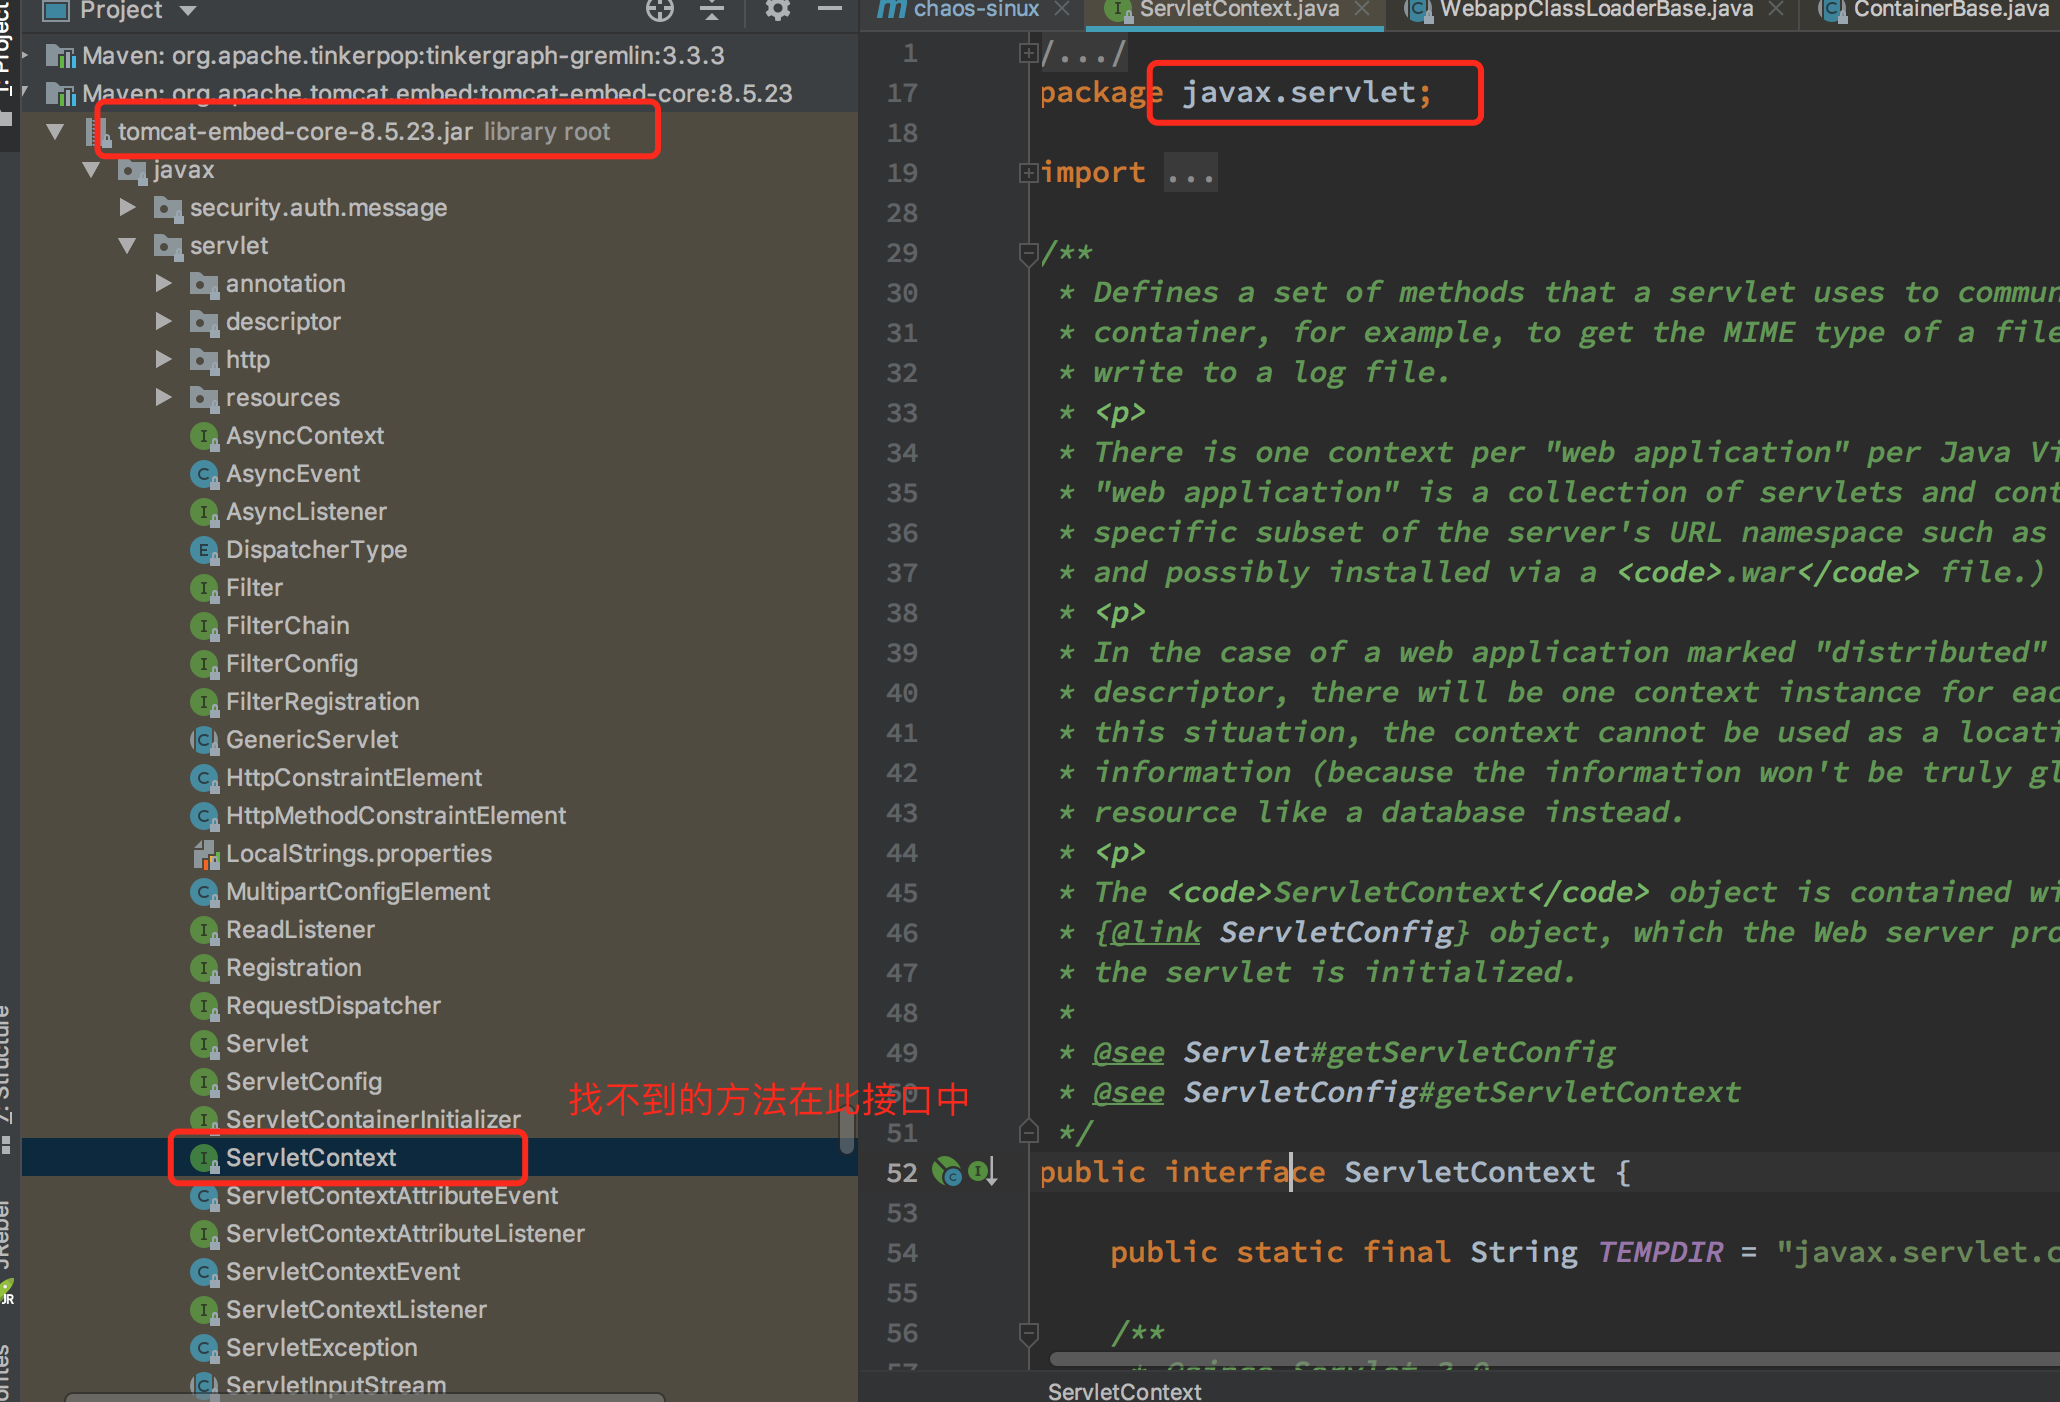 Project
Maven: org.apache.tinkerpop:tinkergraph-gremlin:3.3.3
Maven: org.apache.tomcat.embed:tomcat-embed-core:8.5.23
tomcat-embed-core-8.5.23.jar library root
javax
security.auth.message
servlet
annotation
descriptor
http
resources
AsyncContext
AsyncEvent
AsyncListener
DispatcherType
Filter
FilterChain
FilterConfig
FilterRegistration
GenericServlet
HttpConstraintElement
HttpMethodConstraintElement
LocalStrings.properties
MultipartConfigElement
ReadListener
Registration
RequestDispatcher
Servlet
ServletConfig
ServletContainerInitializer
ServletContext
ServletContextAttributeEvent
ServletContextAttributeListener
ServletContextEvent
ServletContextListener
ServletException
ServletInputStream
找不到的方法在此接口中
1: Project
7: Structure
JRebel
JR
chaos-sinux
ServletContext.java
WebappClassLoaderBase.java
ContainerBase.java
1 /.../
17 package javax.servlet;
18
19 import ...
28
29 /**
30 * Defines a set of methods that a servlet uses to commun
31 * container, for example, to get the MIME type of a file
32 * write to a log file.
33 * <p>
34 * There is one context per "web application" per Java Vi
35 * "web application" is a collection of servlets and cont
36 * specific subset of the server's URL namespace such as
37 * and possibly installed via a <code>.war</code> file.)
38 * <p>
39 * In the case of a web application marked "distributed"
40 * descriptor, there will be one context instance for eac
41 * this situation, the context cannot be used as a locati
42 * information (because the information won't be truly gl
43 * resource like a database instead.
44 * <p>
45 * The <code>ServletContext</code> object is contained wi
46 * {@link ServletConfig} object, which the Web server pro
47 * the servlet is initialized.
48 *
49 * @see Servlet#getServletConfig
50 * @see ServletConfig#getServletContext
51 */
52 public interface ServletContext {
53
54 public static final String TEMPDIR = "javax.servlet.c
55
56 /**
57 * @since Servlet 3.0
ServletContext